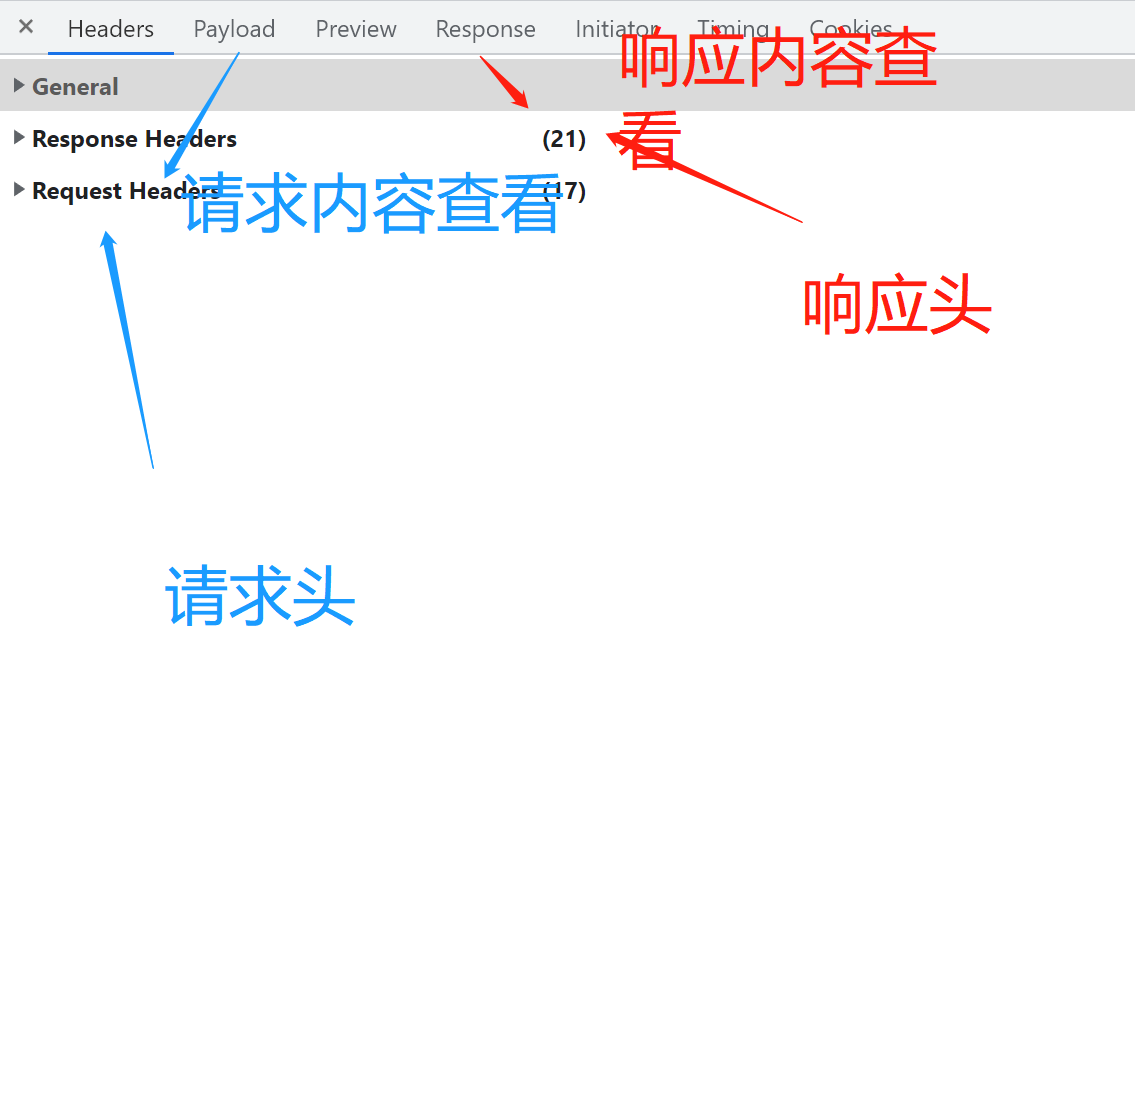 × Headers Payload Preview Response Initiator Timing Cookies
响应内容查
看
General
Response Headers (21)
Request Headers (17)
请求内容查看
响应头
请求头